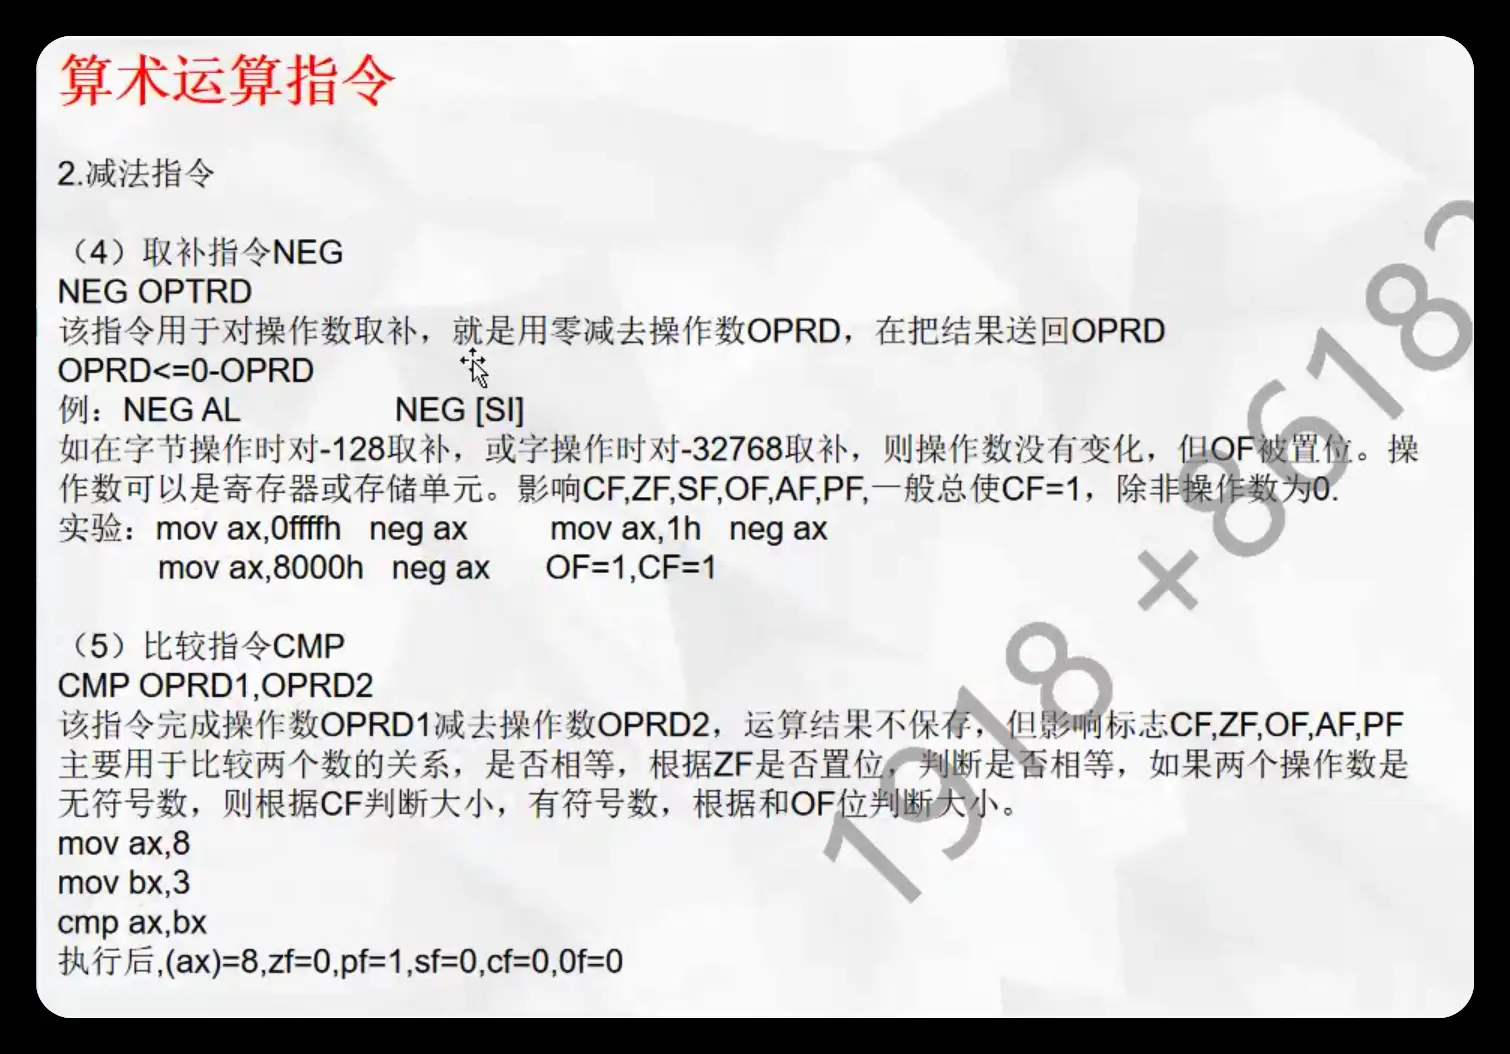 算术运算指令
2.减法指令
（4）取补指令NEG
NEG OPTRD
该指令用于对操作数取补，就是用零减去操作数OPRD，在把结果送回OPRD
OPRD<=0-OPRD
例：NEG AL NEG [SI]
如在字节操作时对-128取补，或字操作时对-32768取补，则操作数没有变化，但OF被置位。操
作数可以是寄存器或存储单元。影响CF,ZF,SF,OF,AF,PF,一般总使CF=1，除非操作数为0.
实验：mov ax,0ffffh neg ax mov ax,1h neg ax
mov ax,8000h neg ax OF=1,CF=1
（5）比较指令CMP
CMP OPRD1,OPRD2
该指令完成操作数OPRD1减去操作数OPRD2，运算结果不保存，但影响标志CF,ZF,OF,AF,PF
主要用于比较两个数的关系，是否相等，根据ZF是否置位，判断是否相等，如果两个操作数是
无符号数，则根据CF判断大小，有符号数，根据和OF位判断大小。
mov ax,8
mov bx,3
cmp ax,bx
执行后,(ax)=8,zf=0,pf=1,sf=0,cf=0,0f=0
1918 +8618